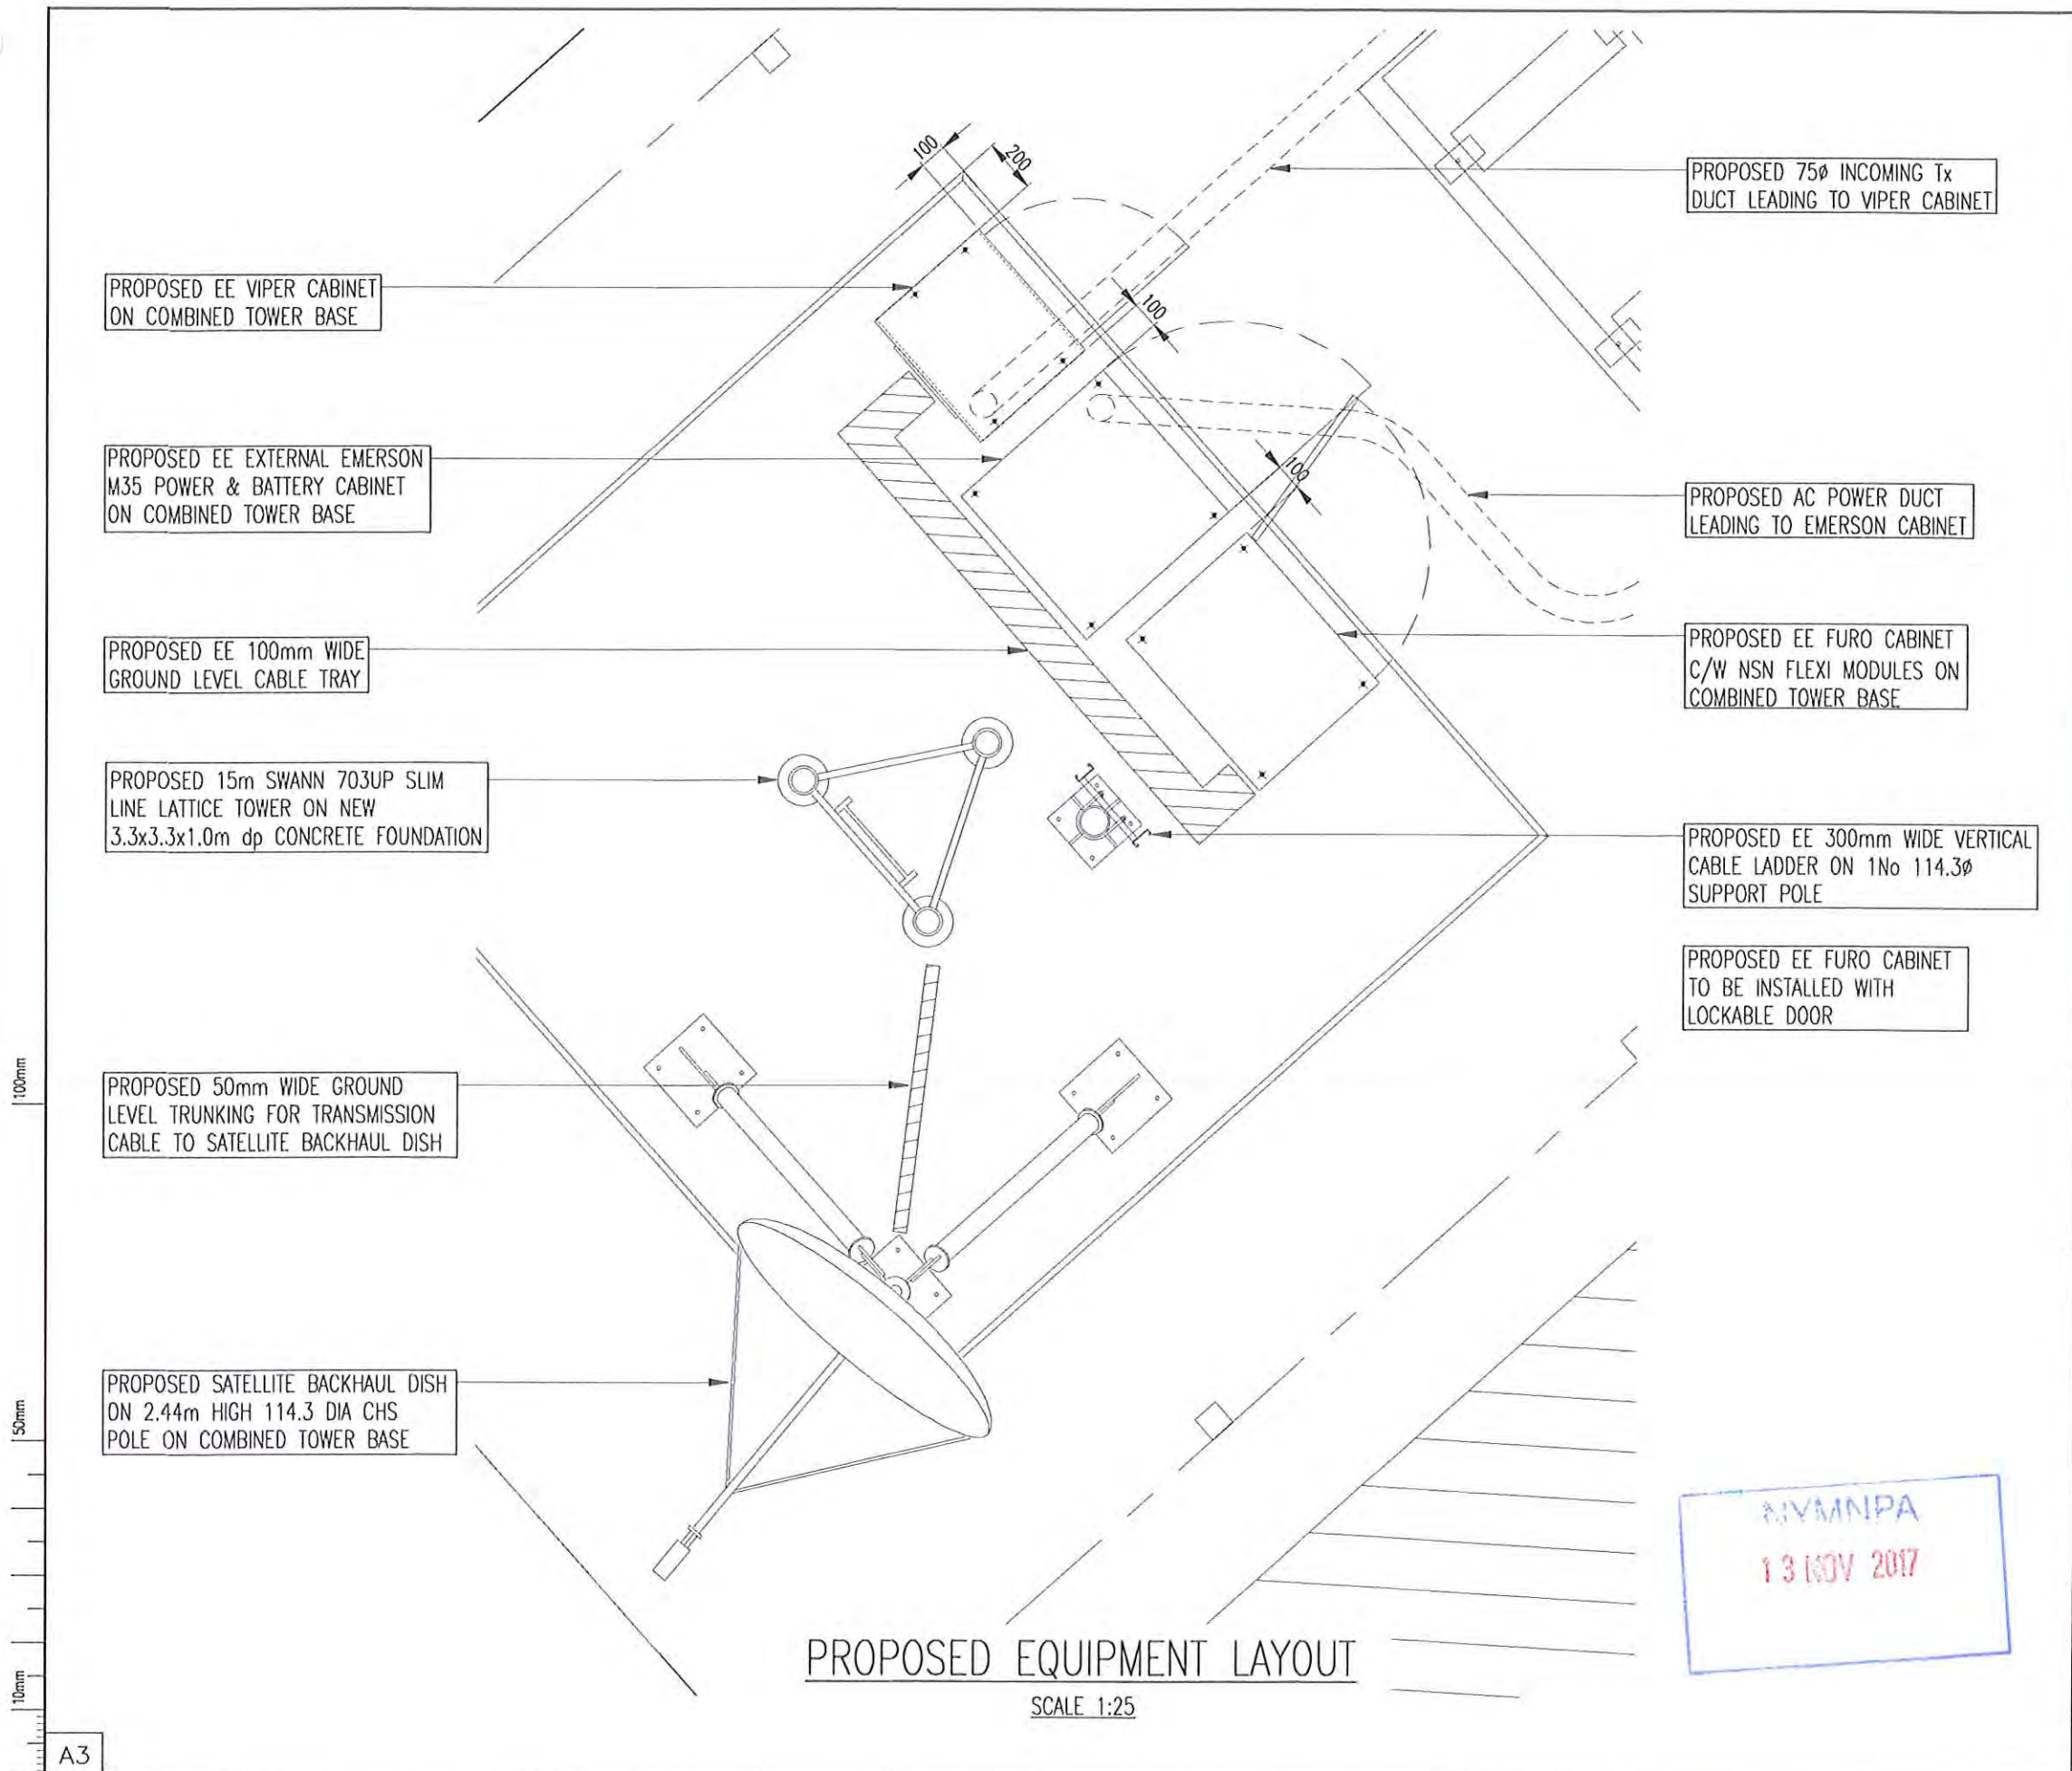 100
200
PROPOSED 75ø INCOMING Tx
DUCT LEADING TO VIPER CABINET
PROPOSED EE VIPER CABINET
ON COMBINED TOWER BASE
100
PROPOSED EE EXTERNAL EMERSON
M35 POWER & BATTERY CABINET
ON COMBINED TOWER BASE
100
PROPOSED AC POWER DUCT
LEADING TO EMERSON CABINET
PROPOSED EE 100mm WIDE
GROUND LEVEL CABLE TRAY
PROPOSED EE FURO CABINET
C/W NSN FLEXI MODULES ON
COMBINED TOWER BASE
PROPOSED 15m SWANN 703UP SLIM
LINE LATTICE TOWER ON NEW
3.3x3.3x1.0m dp CONCRETE FOUNDATION
PROPOSED EE 300mm WIDE VERTICAL
CABLE LADDER ON 1No 114.3ø
SUPPORT POLE
PROPOSED EE FURO CABINET
TO BE INSTALLED WITH
LOCKABLE DOOR
100mm
PROPOSED 50mm WIDE GROUND
LEVEL TRUNKING FOR TRANSMISSION
CABLE TO SATELLITE BACKHAUL DISH
PROPOSED SATELLITE BACKHAUL DISH
ON 2.44m HIGH 114.3 DIA CHS
POLE ON COMBINED TOWER BASE
50mm
NYMNPA
13 NOV 2017
PROPOSED EQUIPMENT LAYOUT
SCALE 1:25
10mm
A3